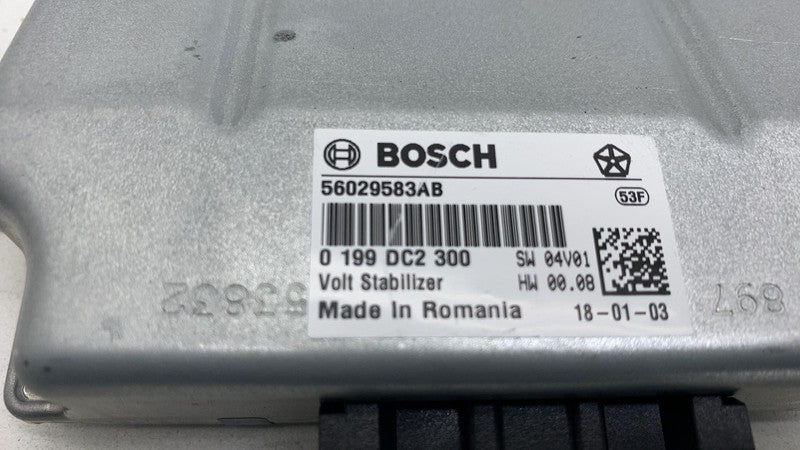 BOSCH
56029583AB
53F
0 199 DC2 300 SW 04V01
Volt Stabilizer HW 00.08
Made In Romania 18-01-03
897